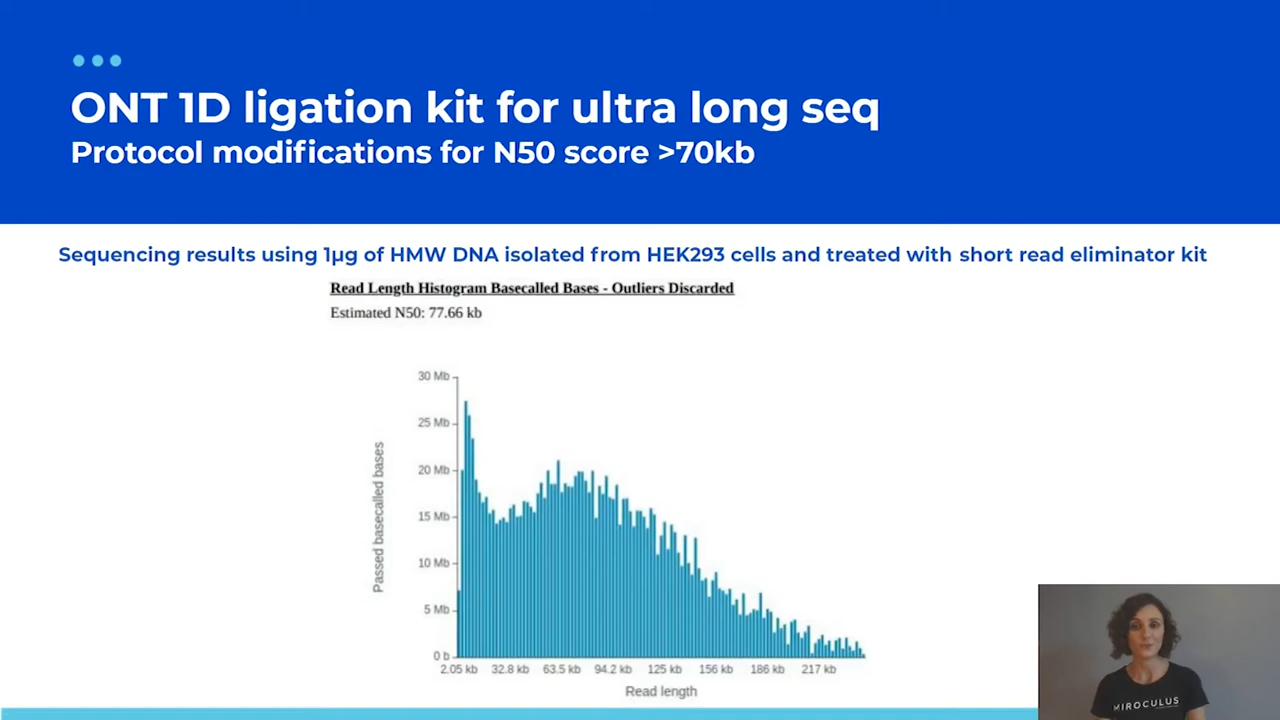 ONT 1D ligation kit for ultra long seq
Protocol modifications for N50 score >70kb
Sequencing results using 1µg of HMW DNA isolated from HEK293 cells and treated with short read eliminator kit
Read Length Histogram Basecalled Bases - Outliers Discarded
Estimated N50: 77.66 kb
30 Mb
25 Mb
20 Mb
15 Mb
10 Mb
5 Mb
0 b
Passed basecalled bases
2.05 kb 32.8 kb 63.5 kb 94.2 kb 125 kb 156 kb 186 kb 217 kb
Read length
MIROCULUS